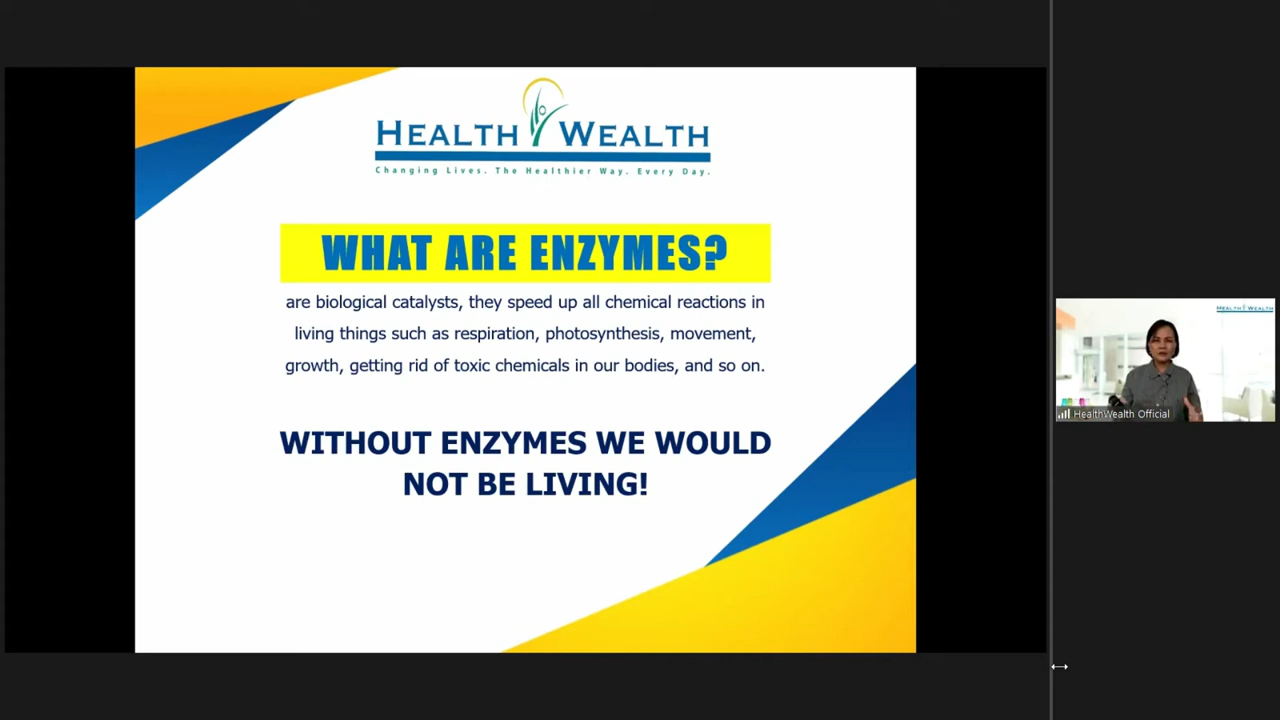 HEALTH WEALTH
Changing Lives. The Healthier Way. Every Day.
WHAT ARE ENZYMES?
are biological catalysts, they speed up all chemical reactions in
living things such as respiration, photosynthesis, movement,
growth, getting rid of toxic chemicals in our bodies, and so on.
WITHOUT ENZYMES WE WOULD
NOT BE LIVING!
HEALTH WEALTH
HealthWealth Official